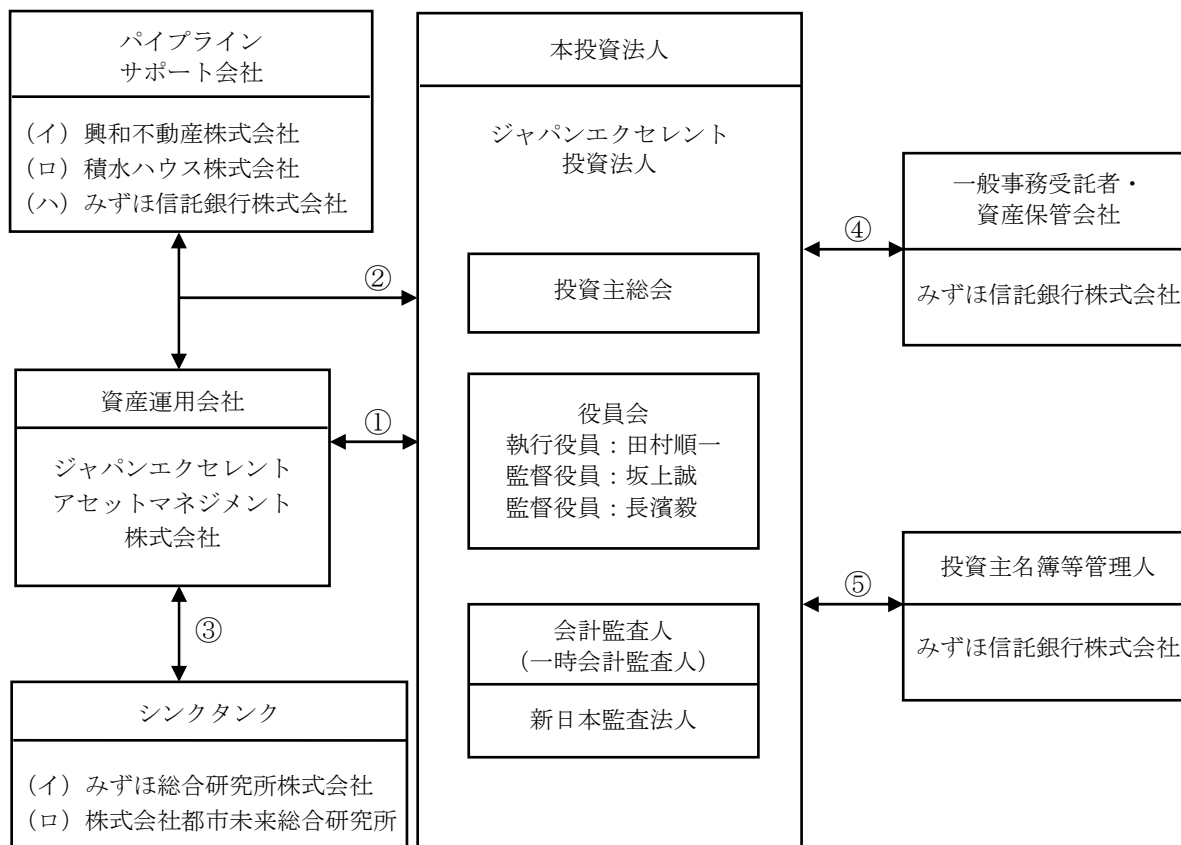 パイプライン
サポート会社
（イ）興和不動産株式会社
（ロ）積水ハウス株式会社
（ハ）みずほ信託銀行株式会社
②
資産運用会社
ジャパンエクセレント
アセットマネジメント
株式会社
①
③
シンクタンク
（イ）みずほ総合研究所株式会社
（ロ）株式会社都市未来総合研究所
本投資法人
ジャパンエクセレント
投資法人
投資主総会
役員会
執行役員：田村順一
監督役員：坂上誠
監督役員：長濱毅
会計監査人
（一時会計監査人）
新日本監査法人
④
一般事務受託者・
資産保管会社
みずほ信託銀行株式会社
⑤
投資主名簿等管理人
みずほ信託銀行株式会社